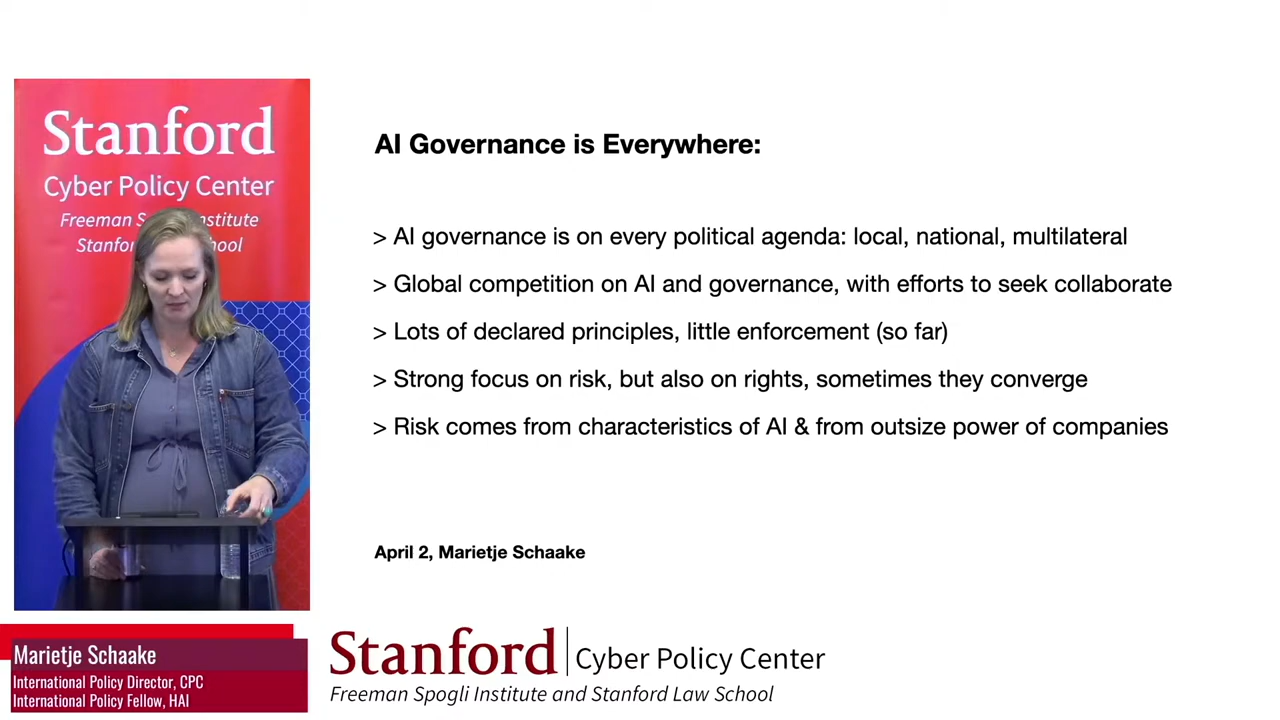 Stanford
Cyber Policy Center
Freeman Sp nstitute
Stanfor chool
AI Governance is Everywhere:
> AI governance is on every political agenda: local, national, multilateral
> Global competition on AI and governance, with efforts to seek collaborate
> Lots of declared principles, little enforcement (so far)
> Strong focus on risk, but also on rights, sometimes they converge
> Risk comes from characteristics of AI & from outsize power of companies
April 2, Marietje Schaake
Marietje Schaake
International Policy Director, CPC
International Policy Fellow, HAI
Stanford | Cyber Policy Center
Freeman Spogli Institute and Stanford Law School